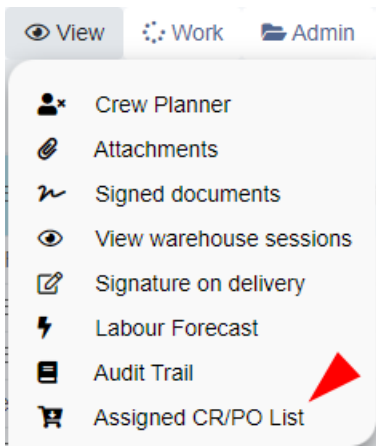 View Work Admin
Crew Planner
Attachments
Signed documents
View warehouse sessions
Signature on delivery
Labour Forecast
Audit Trail
Assigned CR/PO List